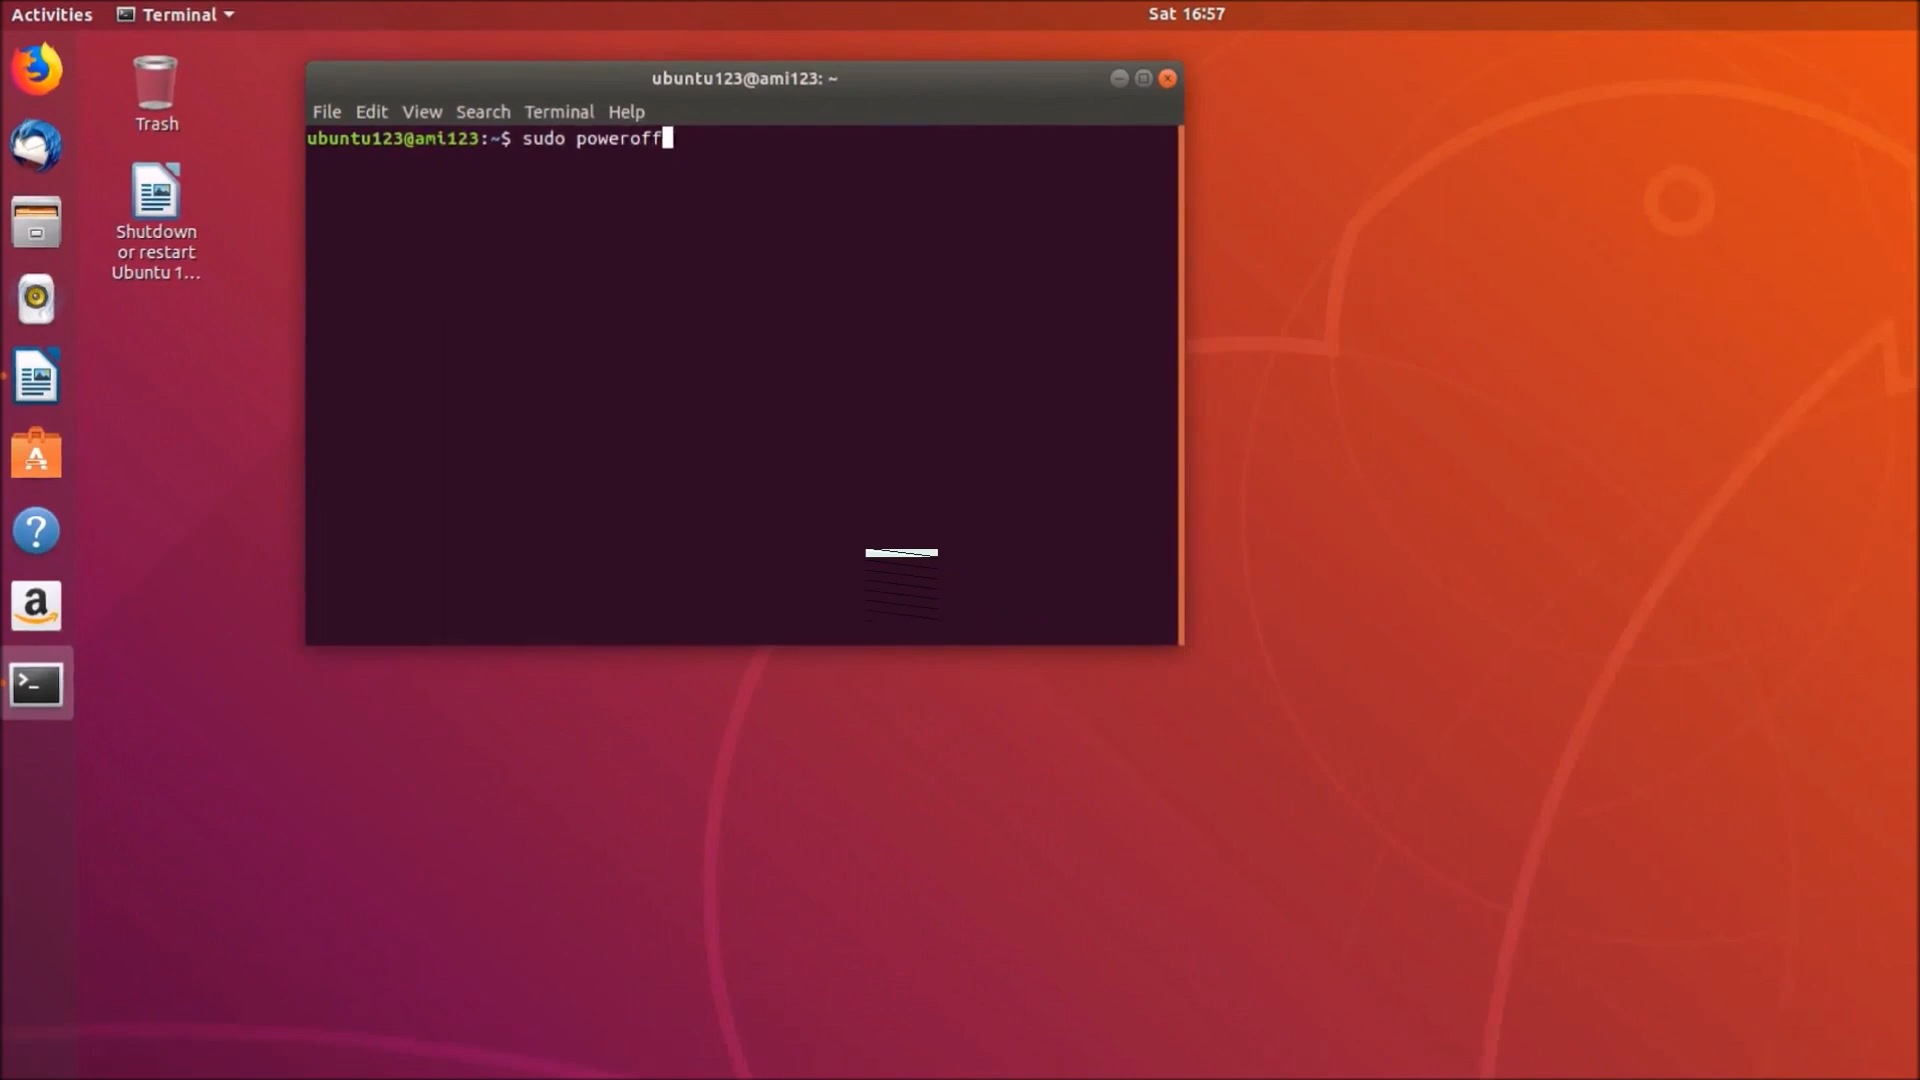 Activities Terminal Sat 16:57
Trash
Shutdown
or restart
Ubuntu 1...
ubuntu123@ami123: ~
File Edit View Search Terminal Help
ubuntu123@ami123:~$ sudo poweroff